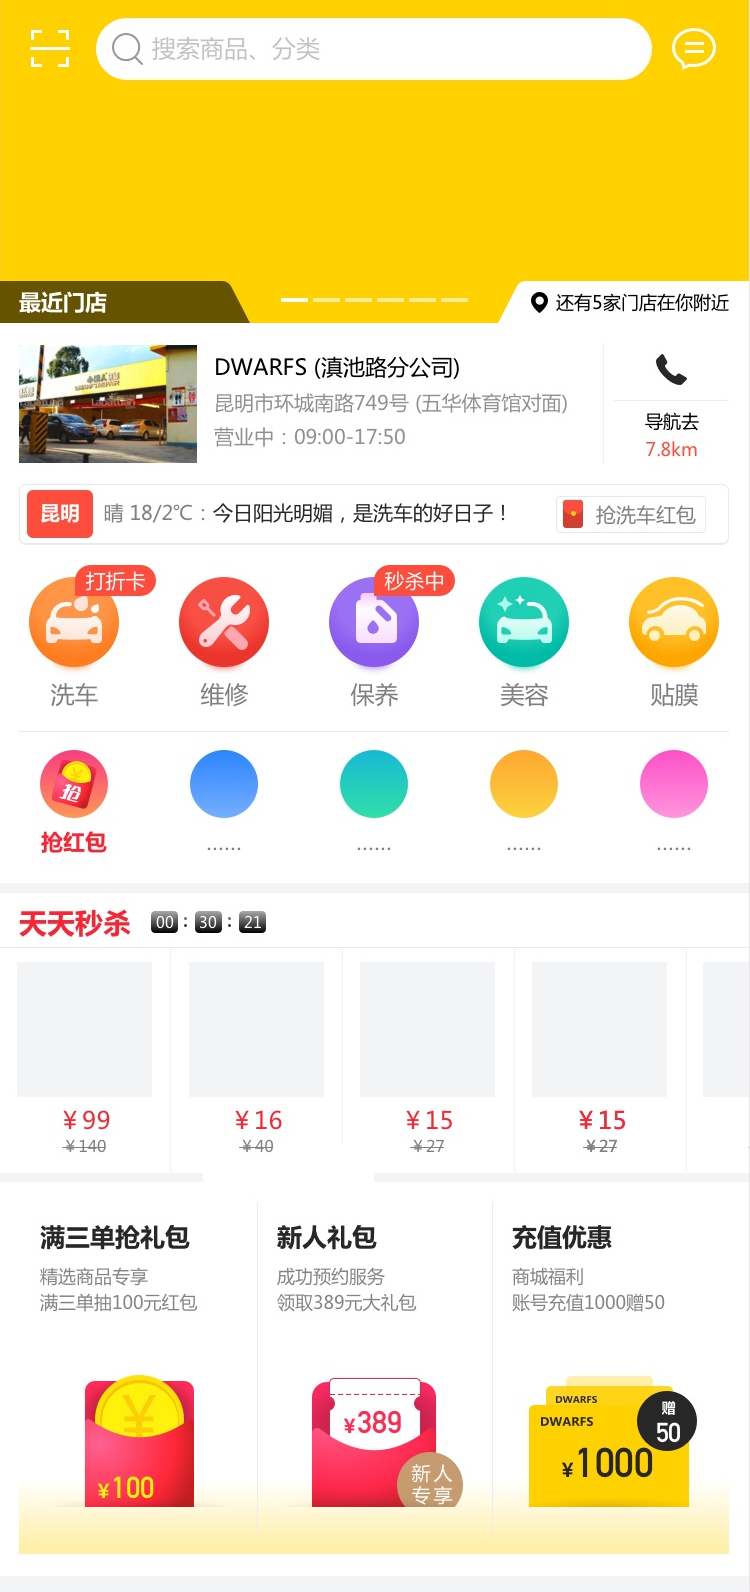 搜索商品、分类
最近门店
还有5家门店在你附近
DWARFS (滇池路分公司)
昆明市环城南路749号 (五华体育馆对面)
营业中：09:00-17:50
导航去
7.8km
昆明
晴 18/2℃：今日阳光明媚，是洗车的好日子！
抢洗车红包
打折卡
秒杀中
洗车
维修
保养
美容
贴膜
抢
抢红包
......
......
......
......
天天秒杀
00 : 30 : 21
¥99
¥16
¥15
¥15
¥140
¥40
¥27
¥27
满三单抢礼包
精选商品专享
满三单抽100元红包
¥
¥100
新人礼包
成功预约服务
领取389元大礼包
¥389
新人
专享
充值优惠
商城福利
账号充值1000赠50
DWARFS
DWARFS
赠
50
¥1000